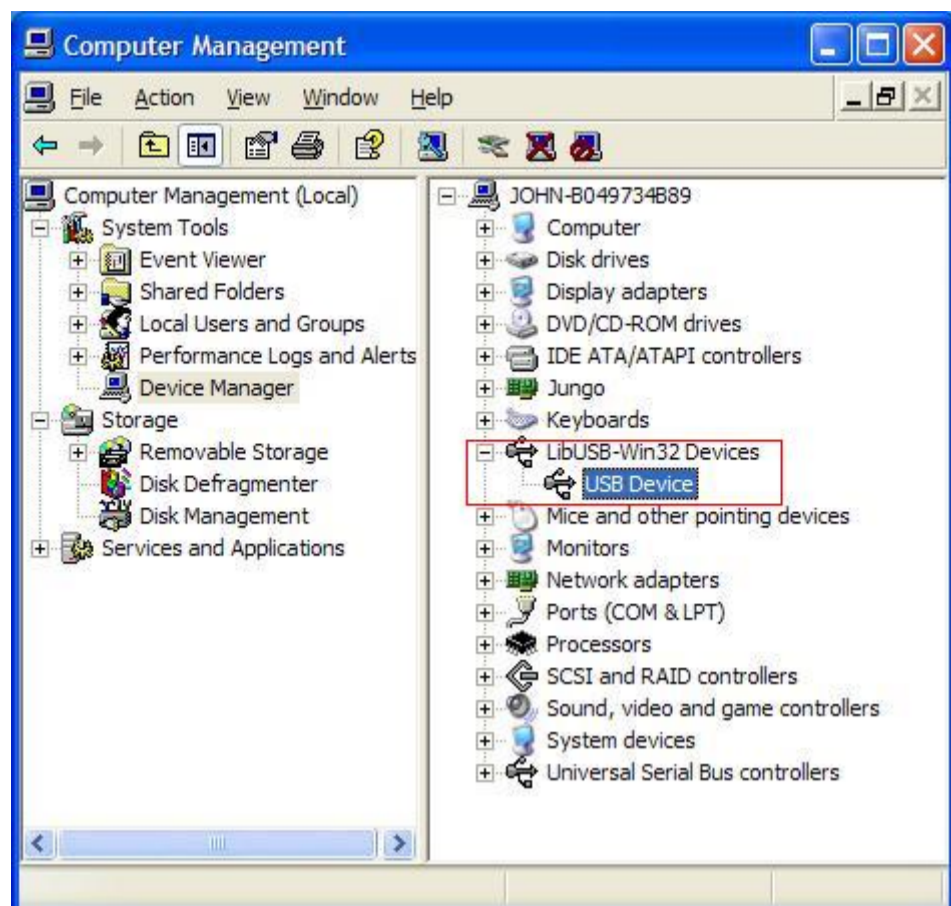 Computer Management
File Action View Window Help
Computer Management (Local)
System Tools
Event Viewer
Shared Folders
Local Users and Groups
Performance Logs and Alerts
Device Manager
Storage
Removable Storage
Disk Defragmenter
Disk Management
Services and Applications
JOHN-B049734B89
Computer
Disk drives
Display adapters
DVD/CD-ROM drives
IDE ATA/ATAPI controllers
Jungo
Keyboards
LibUSB-Win32 Devices
USB Device
Mice and other pointing devices
Monitors
Network adapters
Ports (COM & LPT)
Processors
SCSI and RAID controllers
Sound, video and game controllers
System devices
Universal Serial Bus controllers